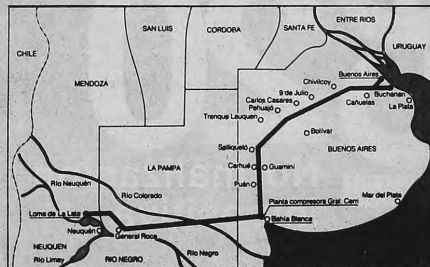 CHILE
MENDOZA
SAN LUIS
CORDOBA
SANTA FE
ENTRE RIOS
URUGUAY
Buenos Aires
Buchanan
La Plata
Cañuelas
Chivilcoy
9 de Julio
Carlos Casares
Pehuajó
Trenque Lauquen
Bolívar
BUENOS AIRES
Salliqueló
Carhué
Guamini
Puán
LA PAMPA
Mar del Plata
Planta compresora Gral. Cerri
Bahía Blanca
Río Neuquén
Río Colorado
Loma de La Lata
Neuquén
General Roca
NEUQUEN
Río Limay
RIO NEGRO
Río Negro